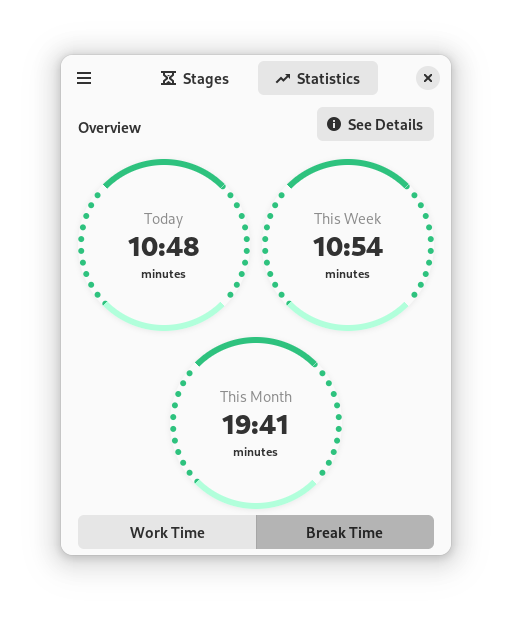 Stages
Statistics
Overview
See Details
Today
10:48
minutes
This Week
10:54
minutes
This Month
19:41
minutes
Work Time
Break Time